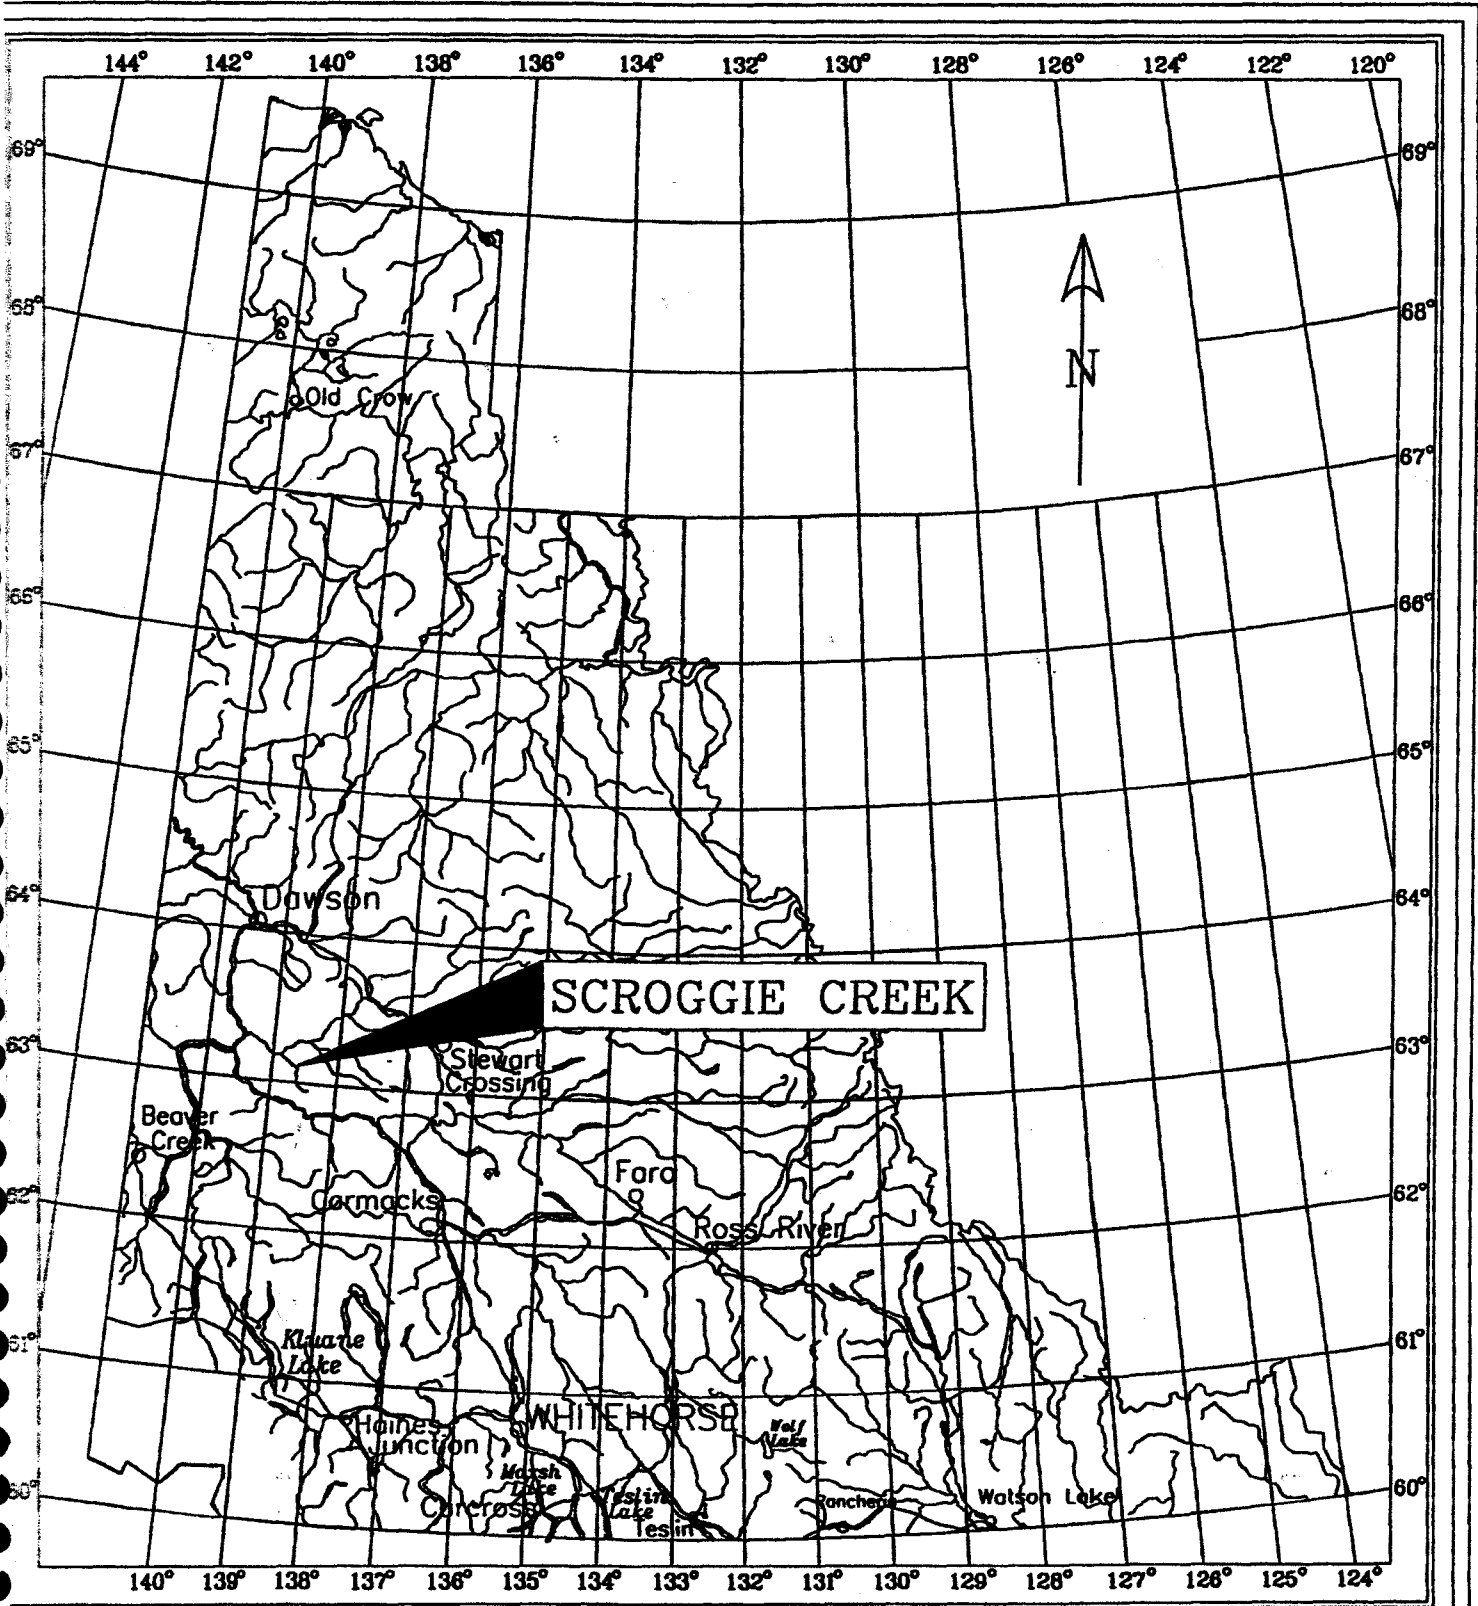 144° 142° 140° 138° 136° 134° 132° 130° 128° 126° 124° 122° 120°
69° 69°
68° 68°
Old Crow
67° 67°
N
66° 66°
65° 65°
64° 64°
Dawson
SCROGGIE CREEK
63° 63°
Stewart
Crossing
Beaver
Creek
62° 62°
Faro
Carmacks
Ross River
61° 61°
Kluane
Lake
WHITEHORSE
Haines
Junction
Wolf
Lake
Marsh
Lake
Carcross
Teslin
Lake
Teslin
Rancheria
Watson Lake
60° 60°
140° 139° 138° 137° 136° 135° 134° 133° 132° 131° 130° 129° 128° 127° 126° 125° 124°